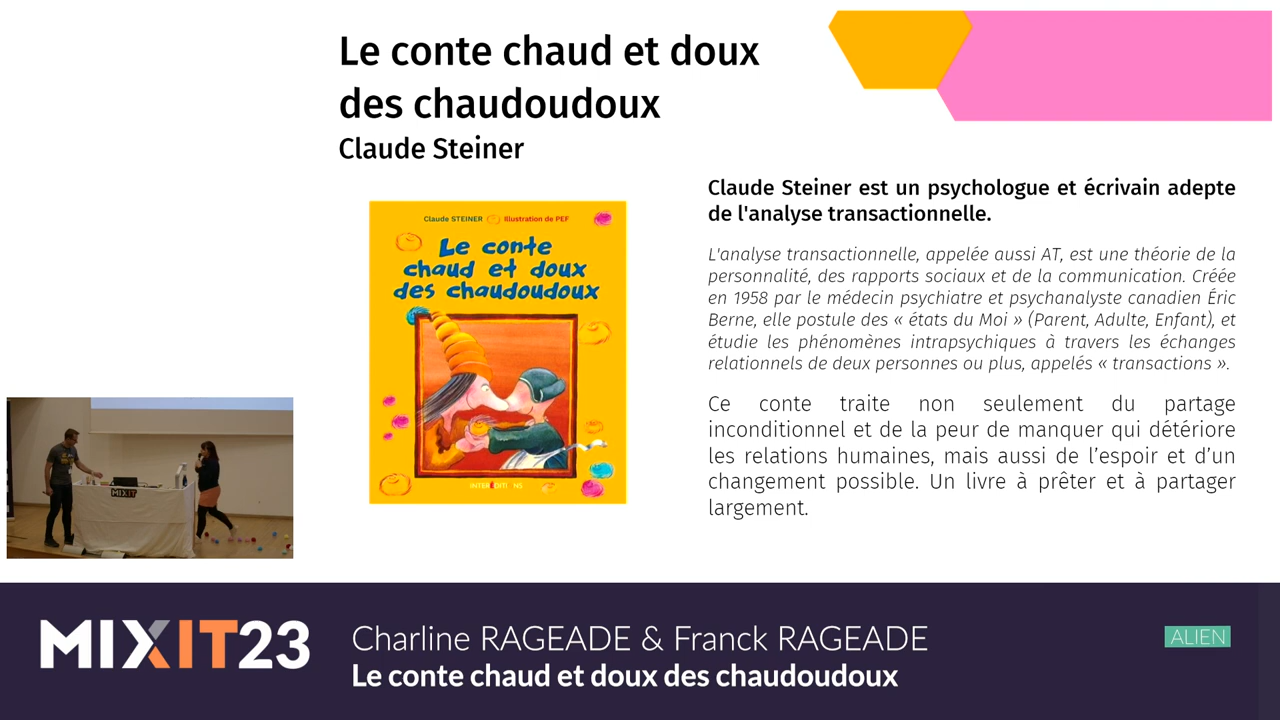 Le conte chaud et doux
des chaudoudoux
Claude Steiner
Claude Steiner est un psychologue et écrivain adepte
de l'analyse transactionnelle.
L'analyse transactionnelle, appelée aussi AT, est une théorie de la
personnalité, des rapports sociaux et de la communication. Créée
en 1958 par le médecin psychiatre et psychanalyste canadien Éric
Berne, elle postule des « états du Moi » (Parent, Adulte, Enfant), et
étudie les phénomènes intrapsychiques à travers les échanges
relationnels de deux personnes ou plus, appelés « transactions ».
Ce conte traite non seulement du partage
inconditionnel et de la peur de manquer qui détériore
les relations humaines, mais aussi de l'espoir et d'un
changement possible. Un livre à prêter et à partager
largement.
Claude STEINER Illustration de PEF
Le conte
chaud et doux
des chaudoudoux
INTERÉDITIONS
MIXIT
MIXIT23
Charline RAGEADE & Franck RAGEADE
Le conte chaud et doux des chaudoudoux
ALIEN